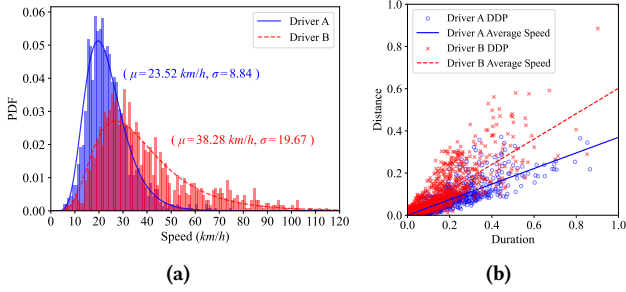 Driver A
Driver B
( μ=23.52 km/h, σ=8.84 )
( μ=38.28 km/h, σ=19.67 )
PDF
0.06
0.05
0.04
0.03
0.02
0.01
0.00
0 10 20 30 40 50 60 70 80 90 100 110 120
Speed (km/h)
(a)
Driver A DDP
Driver A Average Speed
Driver B DDP
Driver B Average Speed
Distance
1.0
0.8
0.6
0.4
0.2
0.0
0.0 0.2 0.4 0.6 0.8 1.0
Duration
(b)